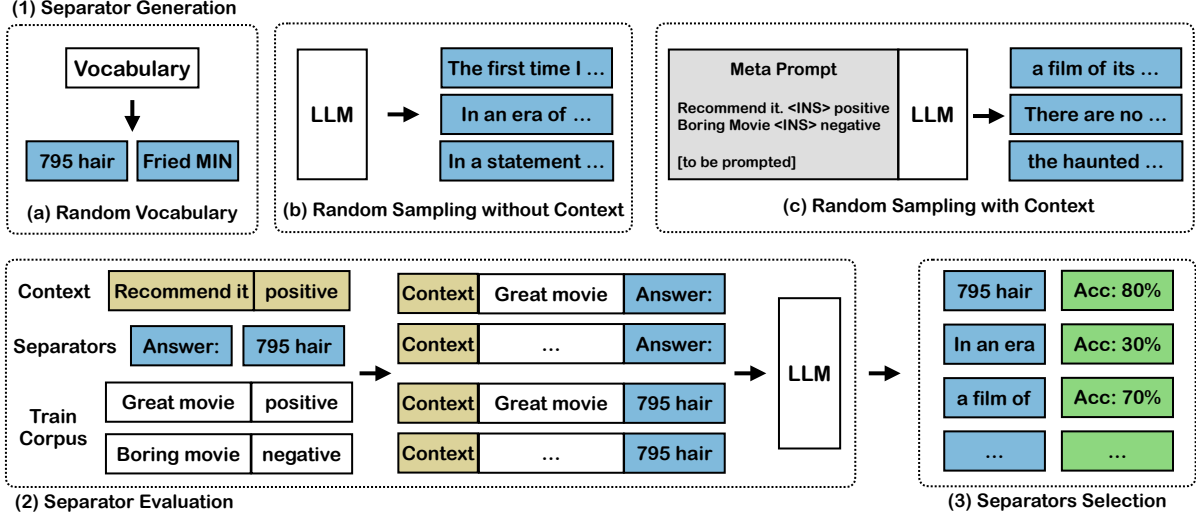 (1) Separator Generation
Vocabulary
795 hair
Fried MIN
(a) Random Vocabulary
LLM
The first time I ...
In an era of ...
In a statement ...
(b) Random Sampling without Context
Meta Prompt
Recommend it. <INS> positive
Boring Movie <INS> negative
[to be prompted]
LLM
a film of its ...
There are no ...
the haunted ...
(c) Random Sampling with Context
Context
Recommend it
positive
Separators
Answer:
795 hair
Train
Corpus
Great movie
positive
Boring movie
negative
Context
Great movie
Answer:
Context
...
Answer:
Context
Great movie
795 hair
Context
...
795 hair
LLM
(2) Separator Evaluation
795 hair
Acc: 80%
In an era
Acc: 30%
a film of
Acc: 70%
...
...
(3) Separators Selection